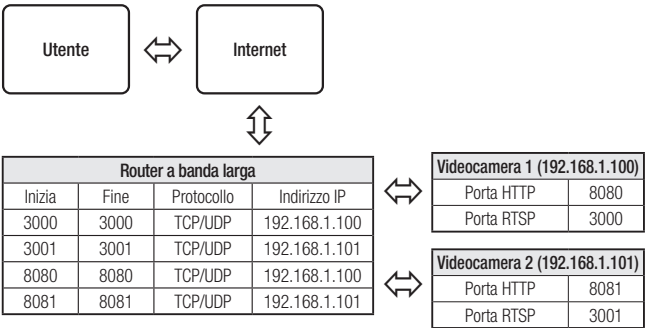 Utente
Internet
Router a banda larga
Inizia Fine Protocollo Indirizzo IP
3000 3000 TCP/UDP 192.168.1.100
3001 3001 TCP/UDP 192.168.1.101
8080 8080 TCP/UDP 192.168.1.100
8081 8081 TCP/UDP 192.168.1.101
Videocamera 1 (192.168.1.100)
Porta HTTP 8080
Porta RTSP 3000
Videocamera 2 (192.168.1.101)
Porta HTTP 8081
Porta RTSP 3001